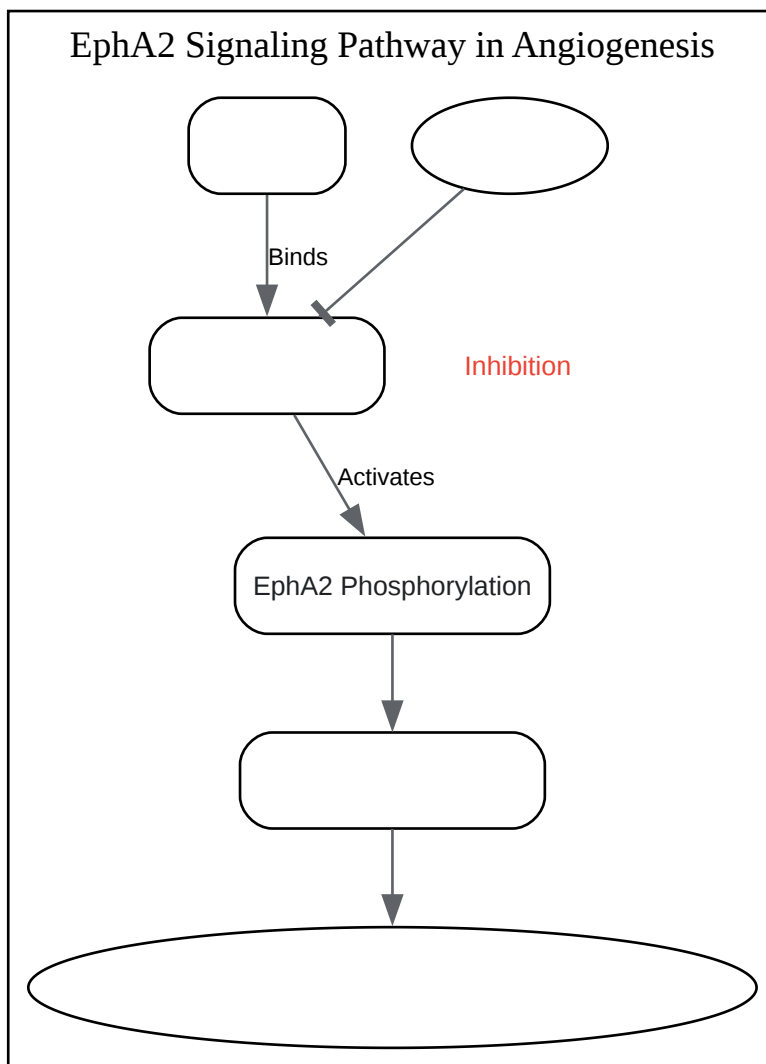 EphA2 Signaling Pathway in Angiogenesis
Binds
Inhibition
Activates
EphA2 Phosphorylation